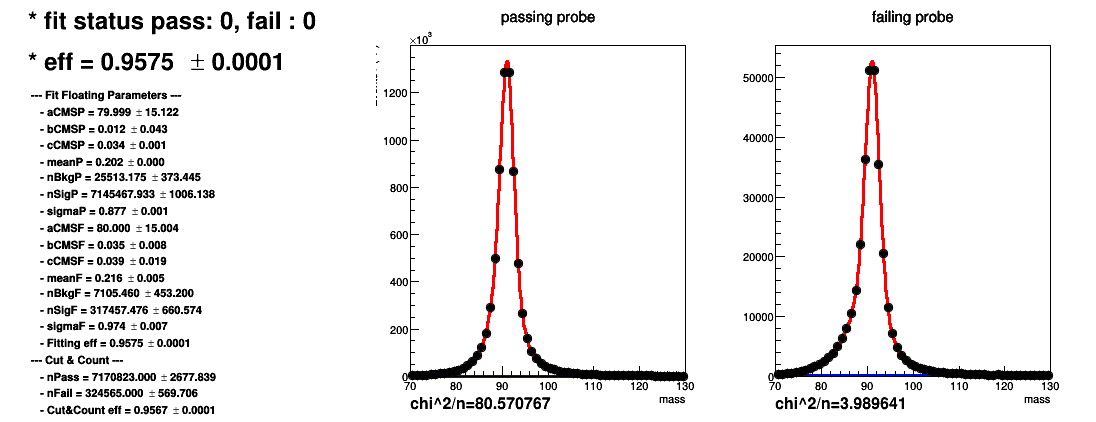 * fit status pass: 0, fail : 0
* eff = 0.9575 ± 0.0001
--- Fit Floating Parameters ---
- aCMSP = 79.999 ± 15.122
- bCMSP = 0.012 ± 0.043
- cCMSP = 0.034 ± 0.001
- meanP = 0.202 ± 0.000
- nBkgP = 25513.175 ± 373.445
- nSigP = 7145467.933 ± 1006.138
- sigmaP = 0.877 ± 0.001
- aCMSF = 80.000 ± 15.004
- bCMSF = 0.035 ± 0.008
- cCMSF = 0.039 ± 0.019
- meanF = 0.216 ± 0.005
- nBkgF = 7105.460 ± 453.200
- nSigF = 317457.476 ± 660.574
- sigmaF = 0.974 ± 0.007
- Fitting eff = 0.9575 ± 0.0001
--- Cut & Count ---
- nPass = 7170823.000 ± 2677.839
- nFail = 324565.000 ± 569.706
- Cut&Count eff = 0.9567 ± 0.0001
passing probe
×10³
1200
1000
800
600
400
200
0
70 80 90 100 110 120 130
mass
chi^2/n=80.570767
failing probe
50000
40000
30000
20000
10000
0
70 80 90 100 110 120 130
mass
chi^2/n=3.989641